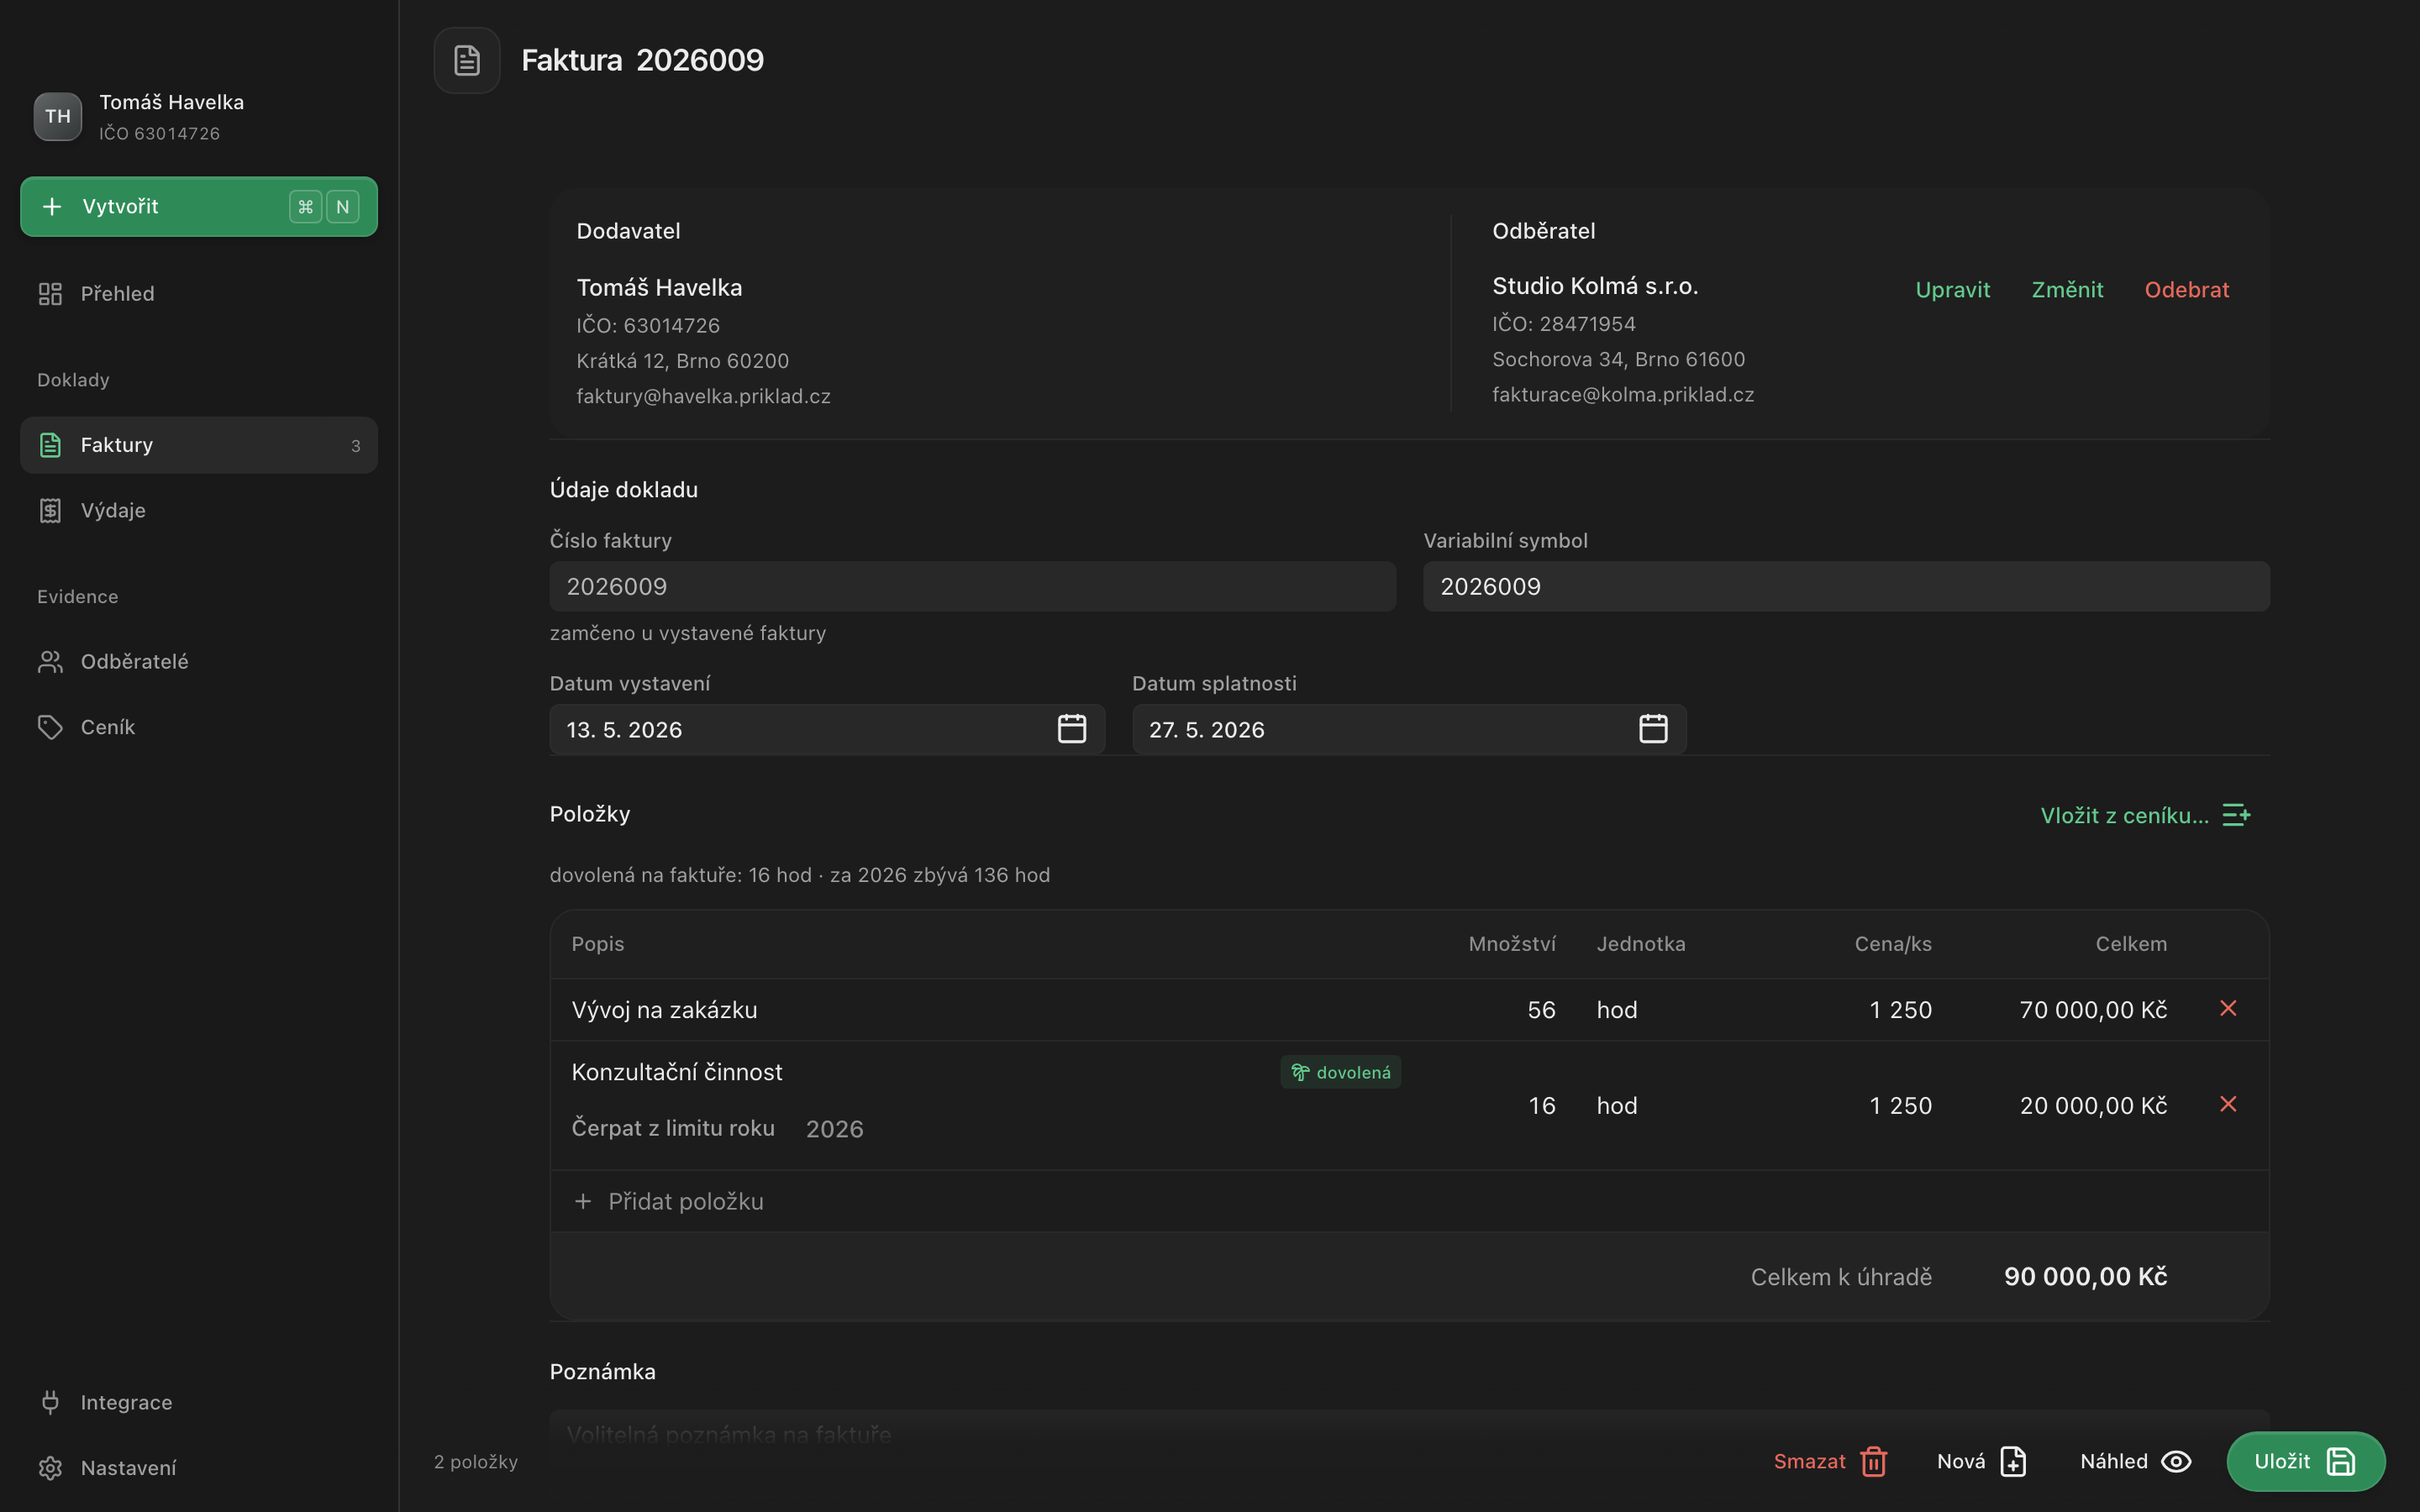 TH
Tomáš Havelka
IČO 63014726
Vytvořit ⌘ N
Přehled
Doklady
Faktury 3
Výdaje
Evidence
Odběratelé
Ceník
Integrace
Nastavení
Faktura 2026009
Dodavatel
Tomáš Havelka
IČO: 63014726
Krátká 12, Brno 60200
faktury@havelka.priklad.cz
Odběratel
Studio Kolmá s.r.o.
Upravit Změnit Odebrat
IČO: 28471954
Sochorova 34, Brno 61600
fakturace@kolma.priklad.cz
Údaje dokladu
Číslo faktury
2026009
zamčeno u vystavené faktury
Variabilní symbol
2026009
Datum vystavení
13. 5. 2026
Datum splatnosti
27. 5. 2026
Položky
Vložit z ceníku...
dovolená na faktuře: 16 hod · za 2026 zbývá 136 hod
Popis Množství Jednotka Cena/ks Celkem
Vývoj na zakázku 56 hod 1 250 70 000,00 Kč
Konzultační činnost dovolená
16 hod 1 250 20 000,00 Kč
Čerpat z limitu roku 2026
Přidat položku
Celkem k úhradě 90 000,00 Kč
Poznámka
Volitelná poznámka na faktuře
2 položky
Smazat Nová Náhled Uložit